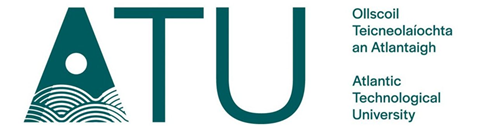 ATU
Ollscoil
Teicneolaíochta
an Atlantaigh
Atlantic
Technological
University